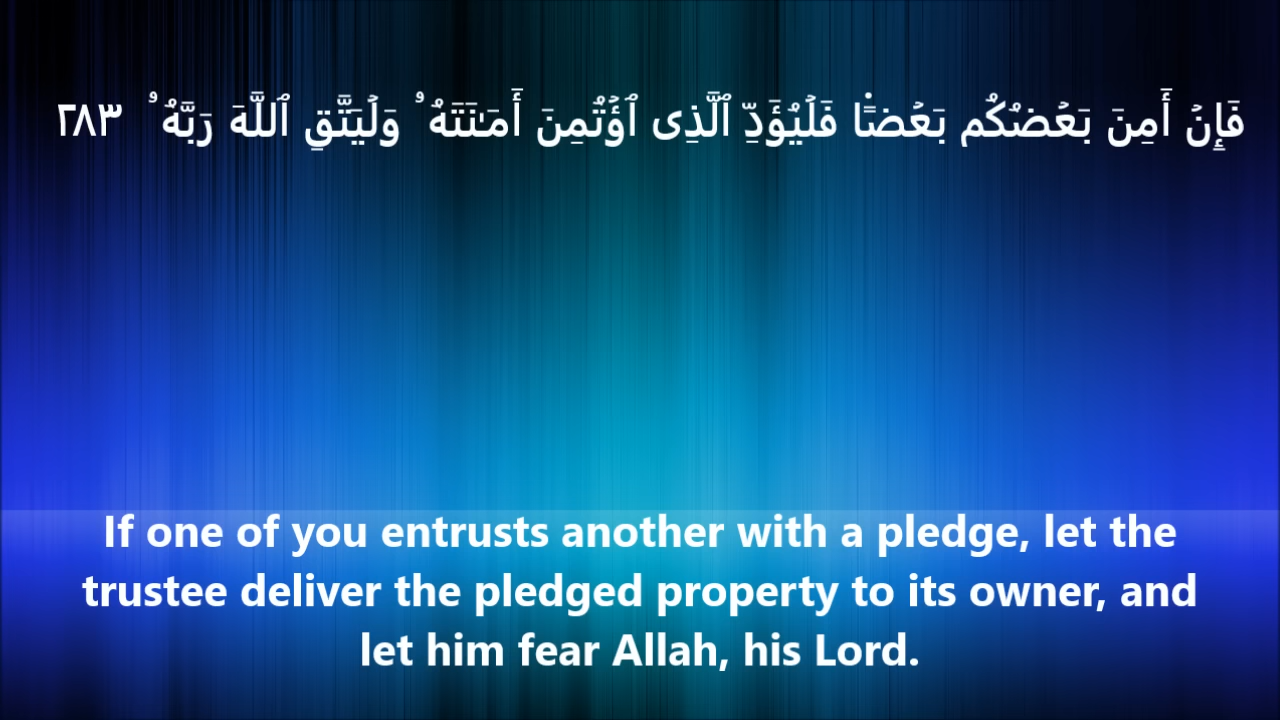 فَإِنْ أَمِنَ بَعْضُكُم بَعْضًا فَلْيُؤَدِّ ٱلَّذِى ٱؤْتُمِنَ أَمَـٰنَتَهُۥ وَلْيَتَّقِ ٱللَّهَ رَبَّهُۥ ٢٨٣
If one of you entrusts another with a pledge, let the
trustee deliver the pledged property to its owner, and
let him fear Allah, his Lord.